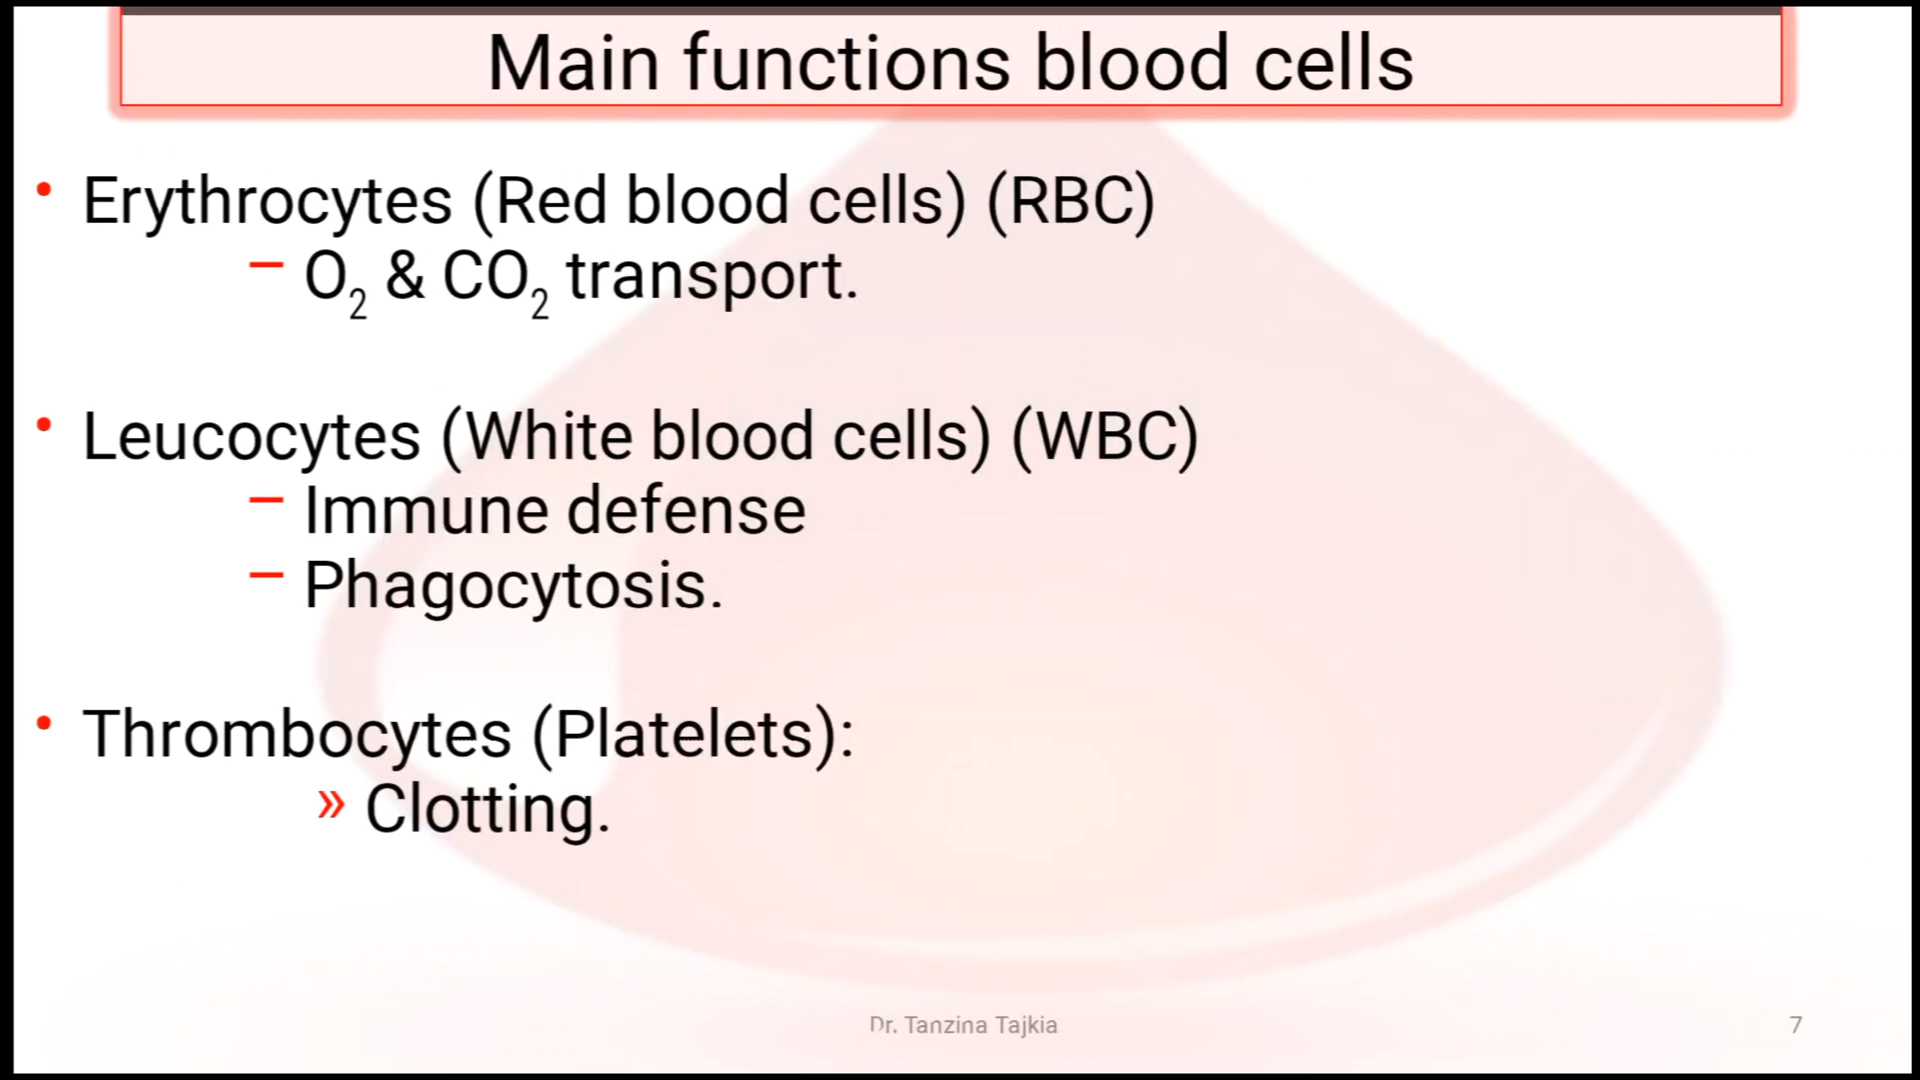 Main functions blood cells
• Erythrocytes (Red blood cells) (RBC)
– O₂ & CO₂ transport.
• Leucocytes (White blood cells) (WBC)
– Immune defense
– Phagocytosis.
• Thrombocytes (Platelets):
» Clotting.
Dr. Tanzina Tajkia
7